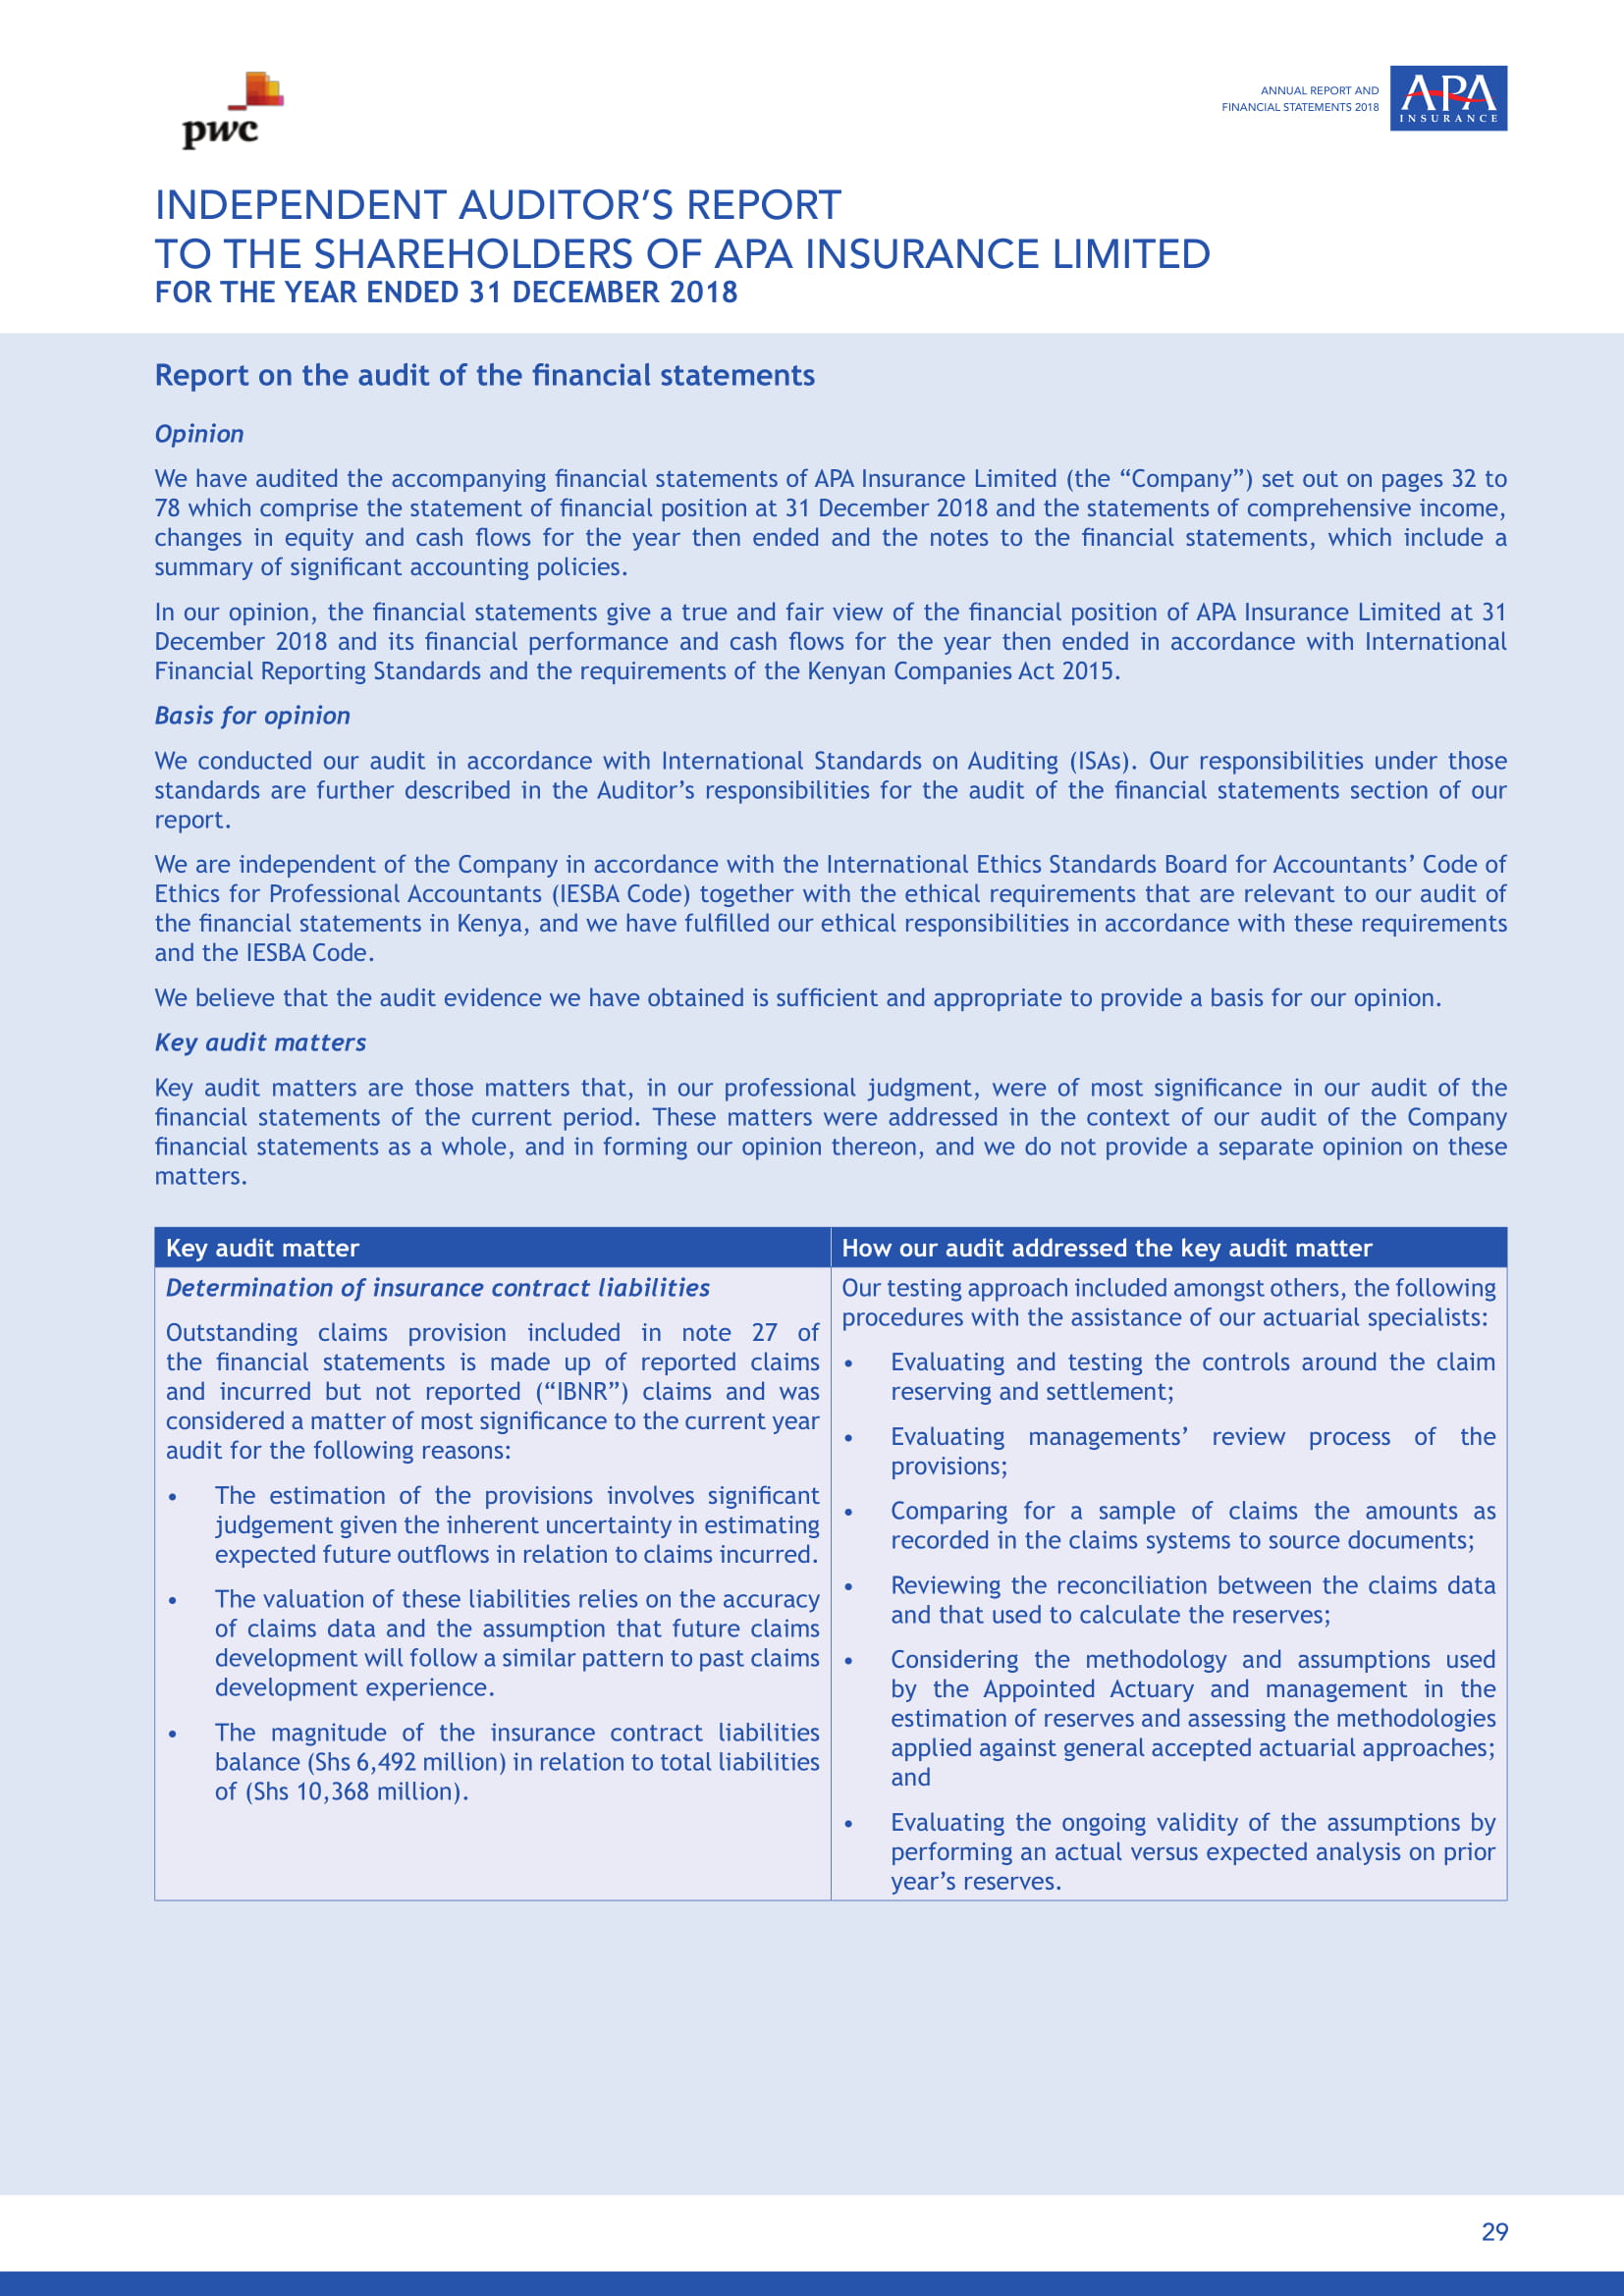 pwc
ANNUAL REPORT AND
FINANCIAL STATEMENTS 2018
APA
INSURANCE
INDEPENDENT AUDITOR’S REPORT
TO THE SHAREHOLDERS OF APA INSURANCE LIMITED
FOR THE YEAR ENDED 31 DECEMBER 2018
Report on the audit of the financial statements
Opinion
We have audited the accompanying financial statements of APA Insurance Limited (the “Company”) set out on pages 32 to
78 which comprise the statement of financial position at 31 December 2018 and the statements of comprehensive income,
changes in equity and cash flows for the year then ended and the notes to the financial statements, which include a
summary of significant accounting policies.
In our opinion, the financial statements give a true and fair view of the financial position of APA Insurance Limited at 31
December 2018 and its financial performance and cash flows for the year then ended in accordance with International
Financial Reporting Standards and the requirements of the Kenyan Companies Act 2015.
Basis for opinion
We conducted our audit in accordance with International Standards on Auditing (ISAs). Our responsibilities under those
standards are further described in the Auditor’s responsibilities for the audit of the financial statements section of our
report.
We are independent of the Company in accordance with the International Ethics Standards Board for Accountants’ Code of
Ethics for Professional Accountants (IESBA Code) together with the ethical requirements that are relevant to our audit of
the financial statements in Kenya, and we have fulfilled our ethical responsibilities in accordance with these requirements
and the IESBA Code.
We believe that the audit evidence we have obtained is sufficient and appropriate to provide a basis for our opinion.
Key audit matters
Key audit matters are those matters that, in our professional judgment, were of most significance in our audit of the
financial statements of the current period. These matters were addressed in the context of our audit of the Company
financial statements as a whole, and in forming our opinion thereon, and we do not provide a separate opinion on these
matters.
Key audit matter
Determination of insurance contract liabilities
Outstanding claims provision included in note 27 of
the financial statements is made up of reported claims
and incurred but not reported (“IBNR”) claims and was
considered a matter of most significance to the current year
audit for the following reasons:
• The estimation of the provisions involves significant
judgement given the inherent uncertainty in estimating
expected future outflows in relation to claims incurred.
• The valuation of these liabilities relies on the accuracy
of claims data and the assumption that future claims
development will follow a similar pattern to past claims
development experience.
• The magnitude of the insurance contract liabilities
balance (Shs 6,492 million) in relation to total liabilities
of (Shs 10,368 million).
How our audit addressed the key audit matter
Our testing approach included amongst others, the following
procedures with the assistance of our actuarial specialists:
• Evaluating and testing the controls around the claim
reserving and settlement;
• Evaluating managements’ review process of the
provisions;
• Comparing for a sample of claims the amounts as
recorded in the claims systems to source documents;
• Reviewing the reconciliation between the claims data
and that used to calculate the reserves;
• Considering the methodology and assumptions used
by the Appointed Actuary and management in the
estimation of reserves and assessing the methodologies
applied against general accepted actuarial approaches;
and
• Evaluating the ongoing validity of the assumptions by
performing an actual versus expected analysis on prior
year’s reserves.
29